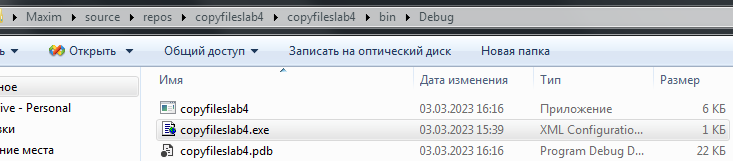 Maxim source repos copyfileslab4 copyfileslab4 bin Debug
ь Открыть Общий доступ Записать на оптический диск Новая папка
ное Имя Дата изменения Тип Размер
ive - Personal copyfileslab4 03.03.2023 16:16 Приложение 6 КБ
вки copyfileslab4.exe 03.03.2023 15:39 XML Configuratio... 1 КБ
ние места copyfileslab4.pdb 03.03.2023 16:16 Program Debug D... 22 КБ